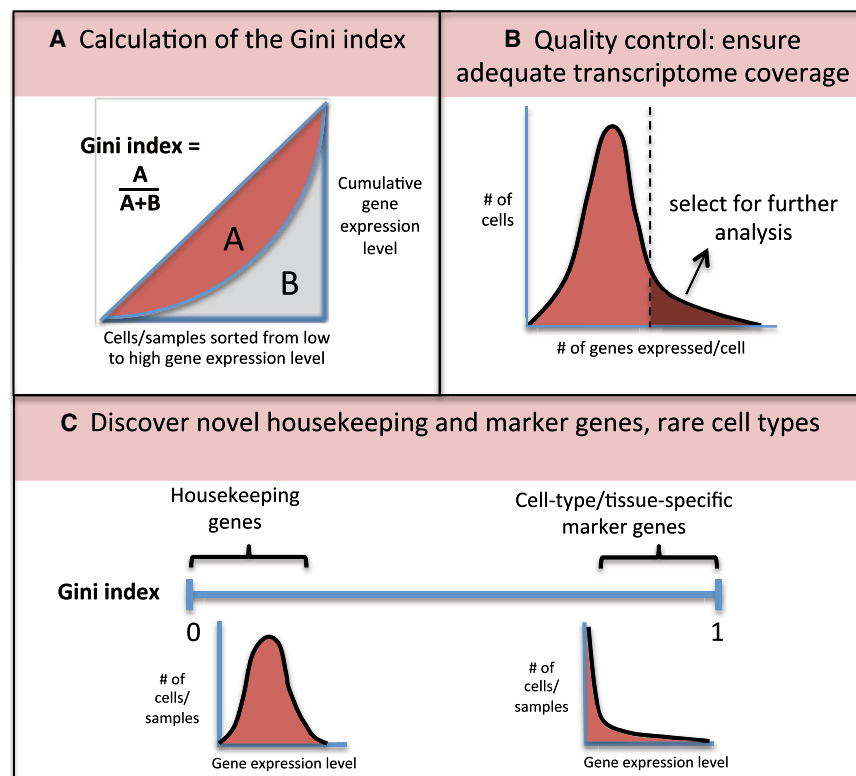 A Calculation of the Gini index
Gini index =
A
A+B
A
B
Cumulative
gene
expression
level
Cells/samples sorted from low
to high gene expression level
B Quality control: ensure
adequate transcriptome coverage
# of
cells
select for further
analysis
# of genes expressed/cell
C Discover novel housekeeping and marker genes, rare cell types
Housekeeping
genes
Cell-type/tissue-specific
marker genes
Gini index
0
1
# of
cells/
samples
Gene expression level
# of
cells/
samples
Gene expression level